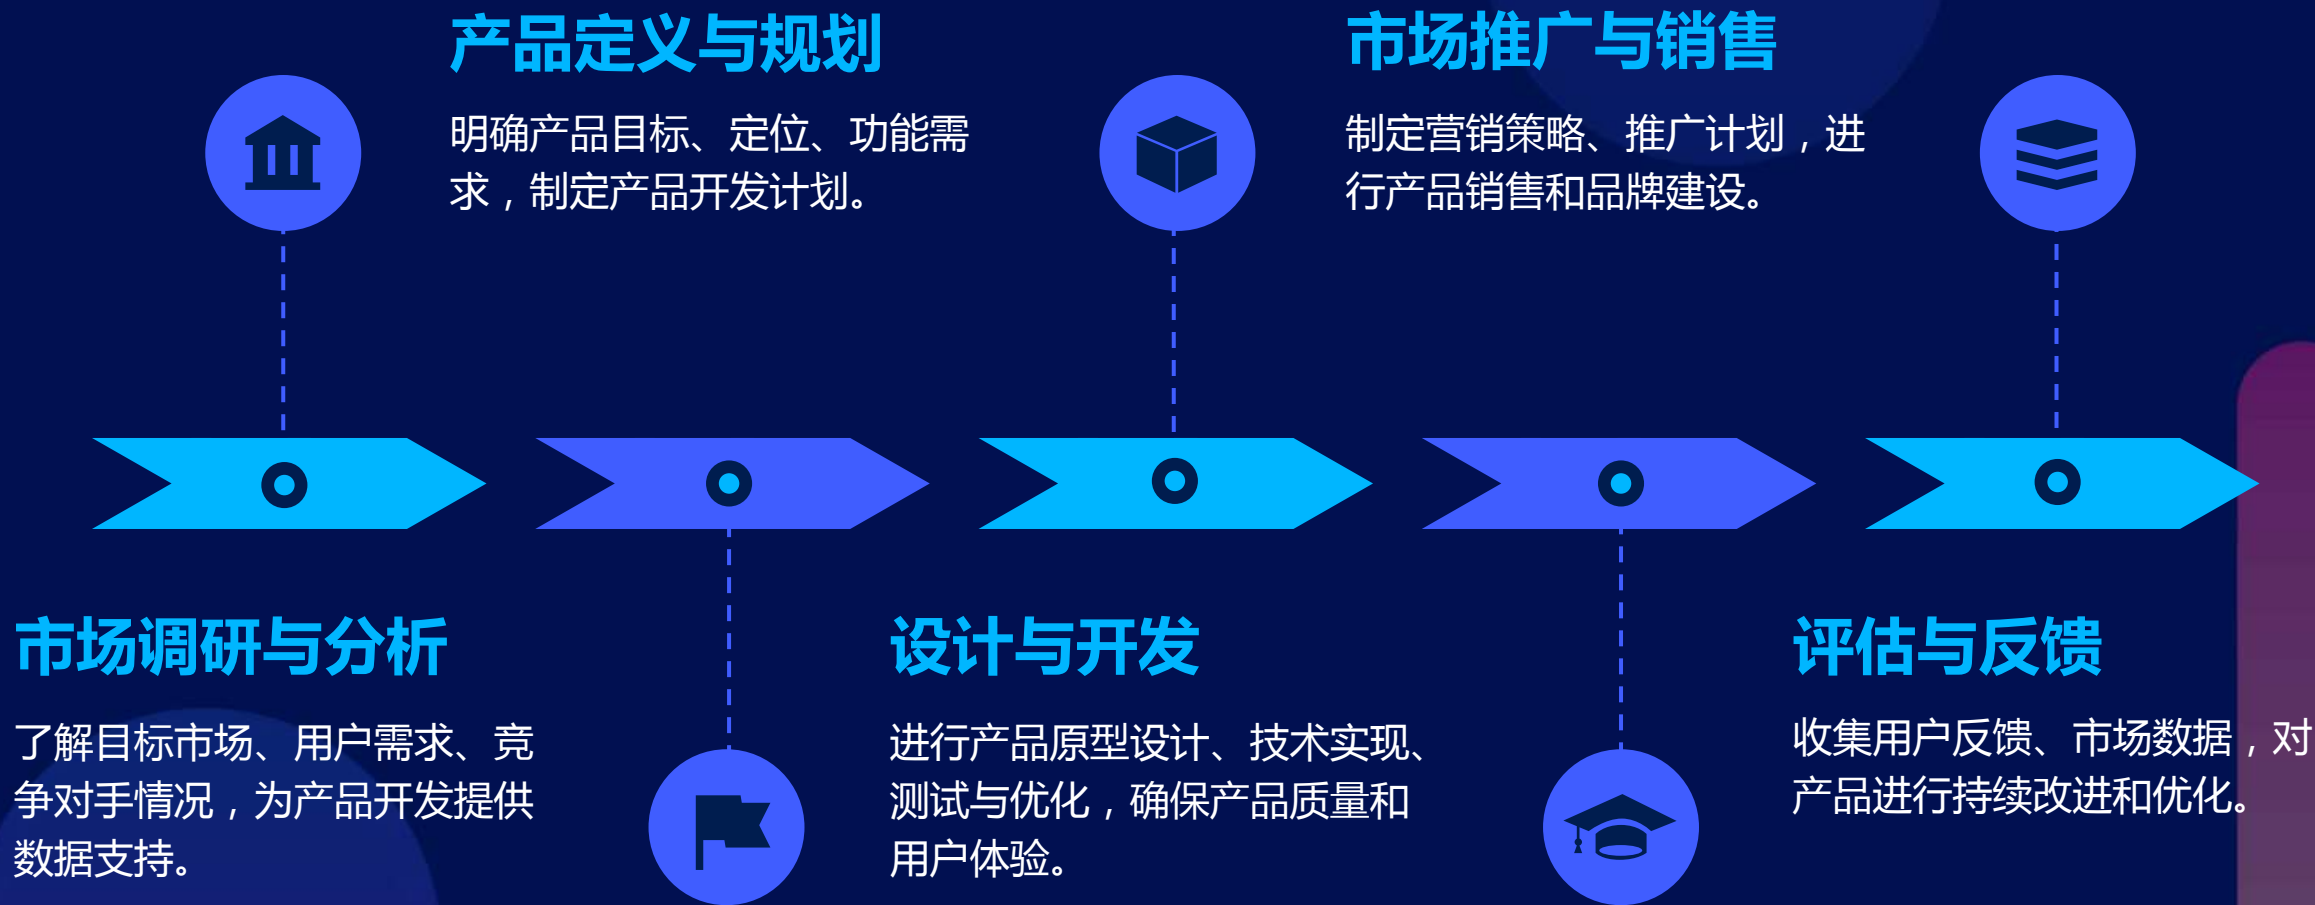 产品定义与规划
明确产品目标、定位、功能需
求，制定产品开发计划。
市场推广与销售
制定营销策略、推广计划，进
行产品销售和品牌建设。
市场调研与分析
了解目标市场、用户需求、竞
争对手情况，为产品开发提供
数据支持。
设计与开发
进行产品原型设计、技术实现、
测试与优化，确保产品质量和
用户体验。
评估与反馈
收集用户反馈、市场数据，对
产品进行持续改进和优化。